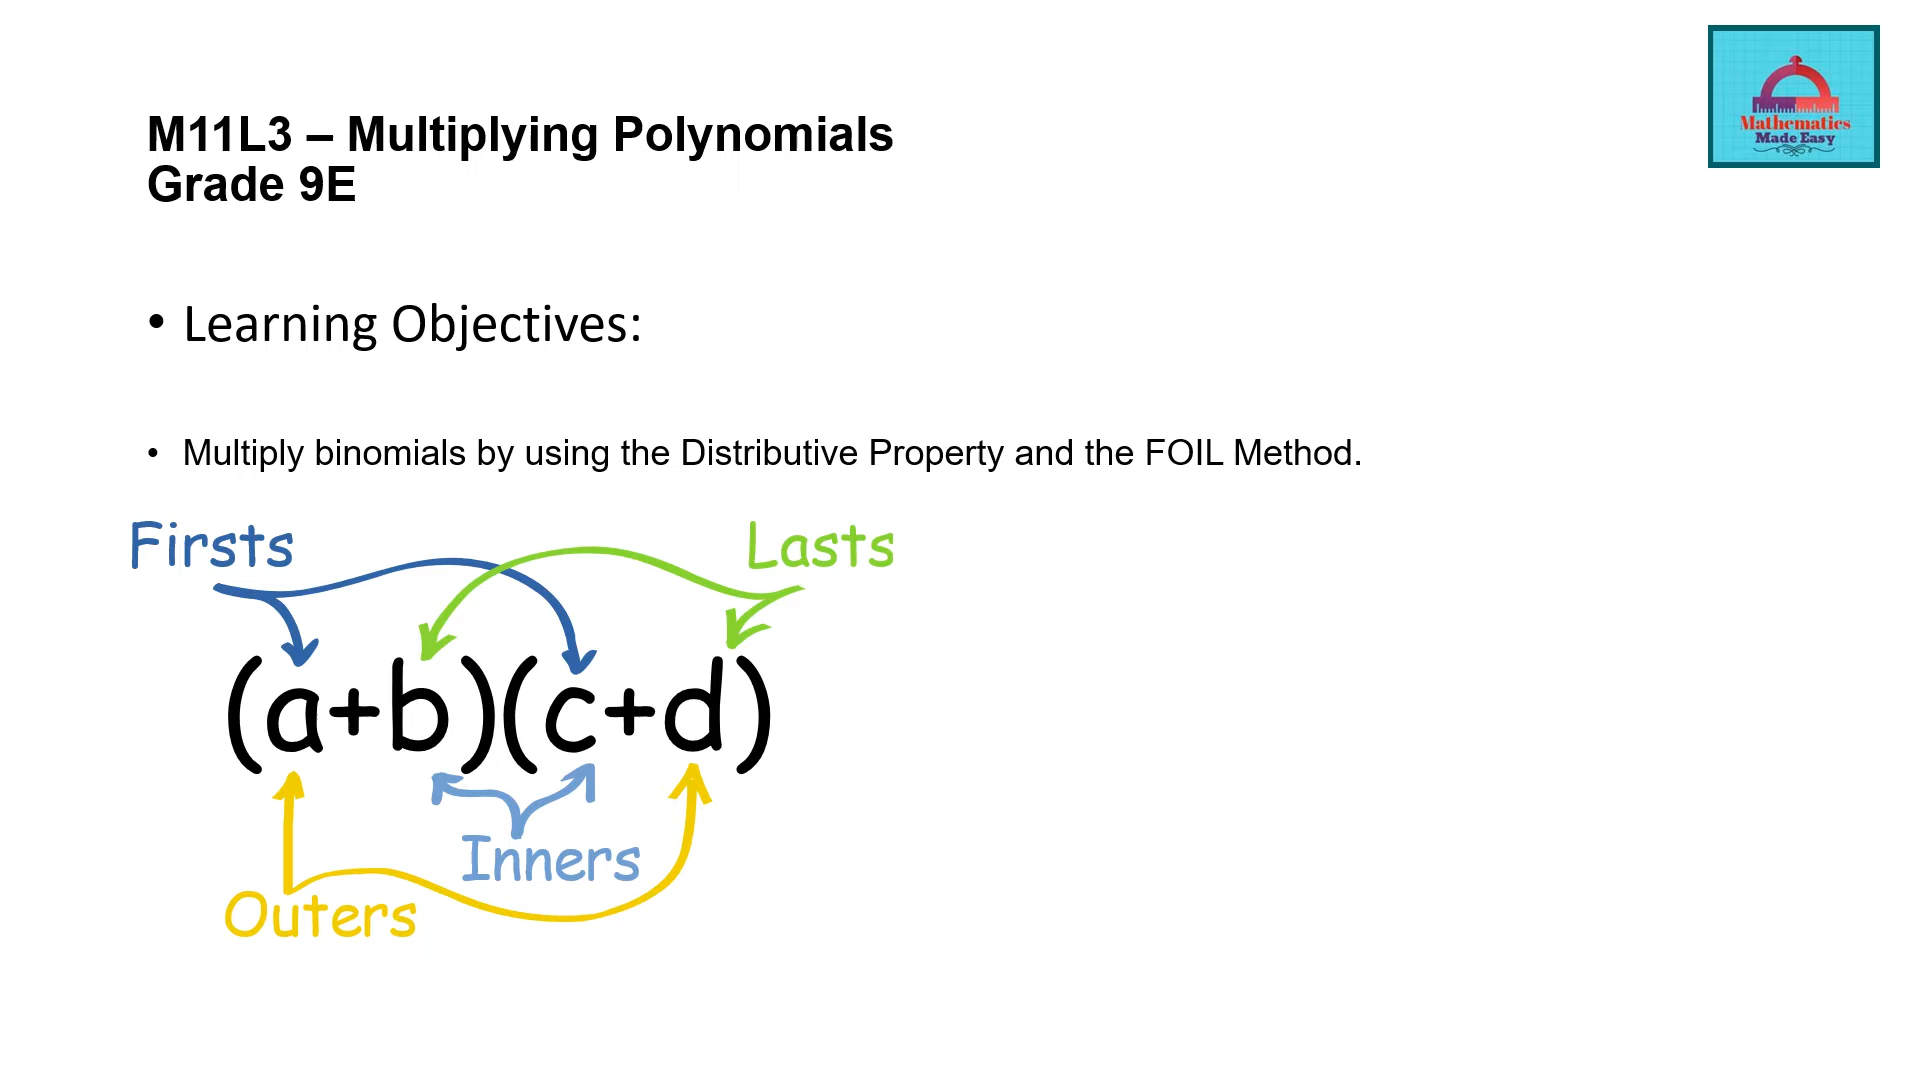 Mathematics
Made Easy
M11L3 – Multiplying Polynomials
Grade 9E
• Learning Objectives:
• Multiply binomials by using the Distributive Property and the FOIL Method.
Firsts
Lasts
(a+b)(c+d)
Inners
Outers